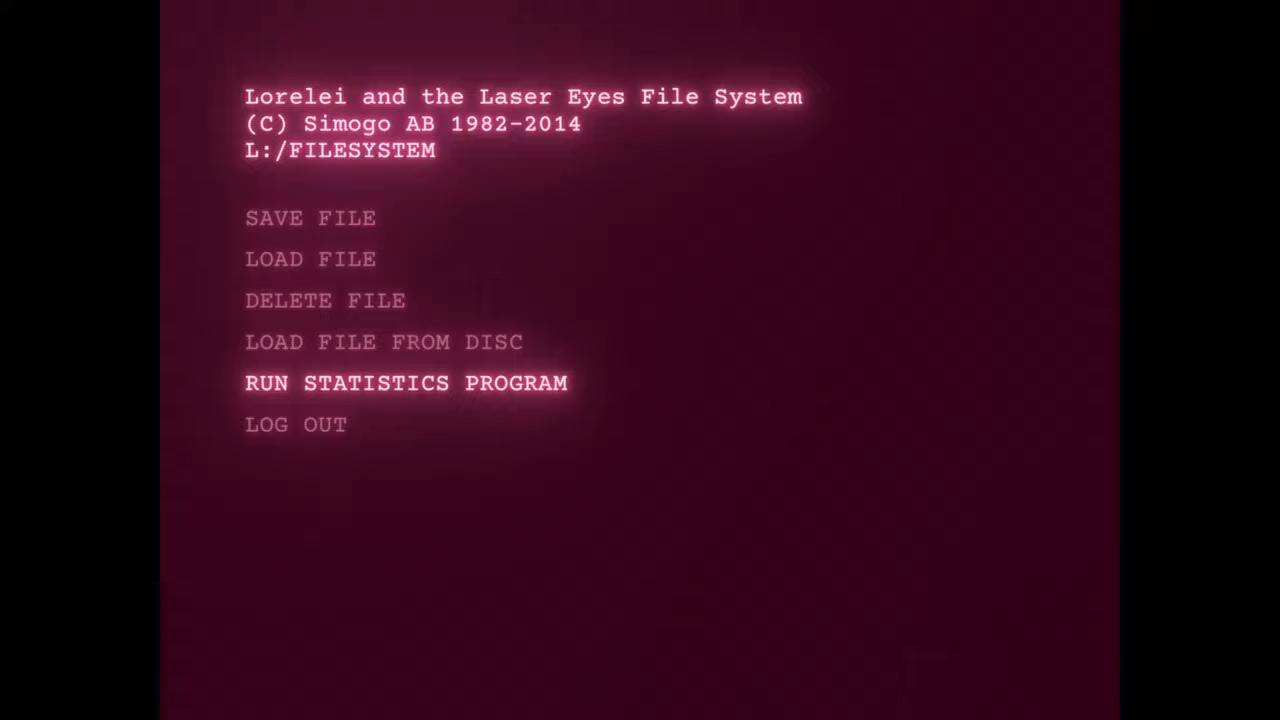 Lorelei and the Laser Eyes File System
(C) Simogo AB 1982-2014
L:/FILESYSTEM
SAVE FILE
LOAD FILE
DELETE FILE
LOAD FILE FROM DISC
RUN STATISTICS PROGRAM
LOG OUT